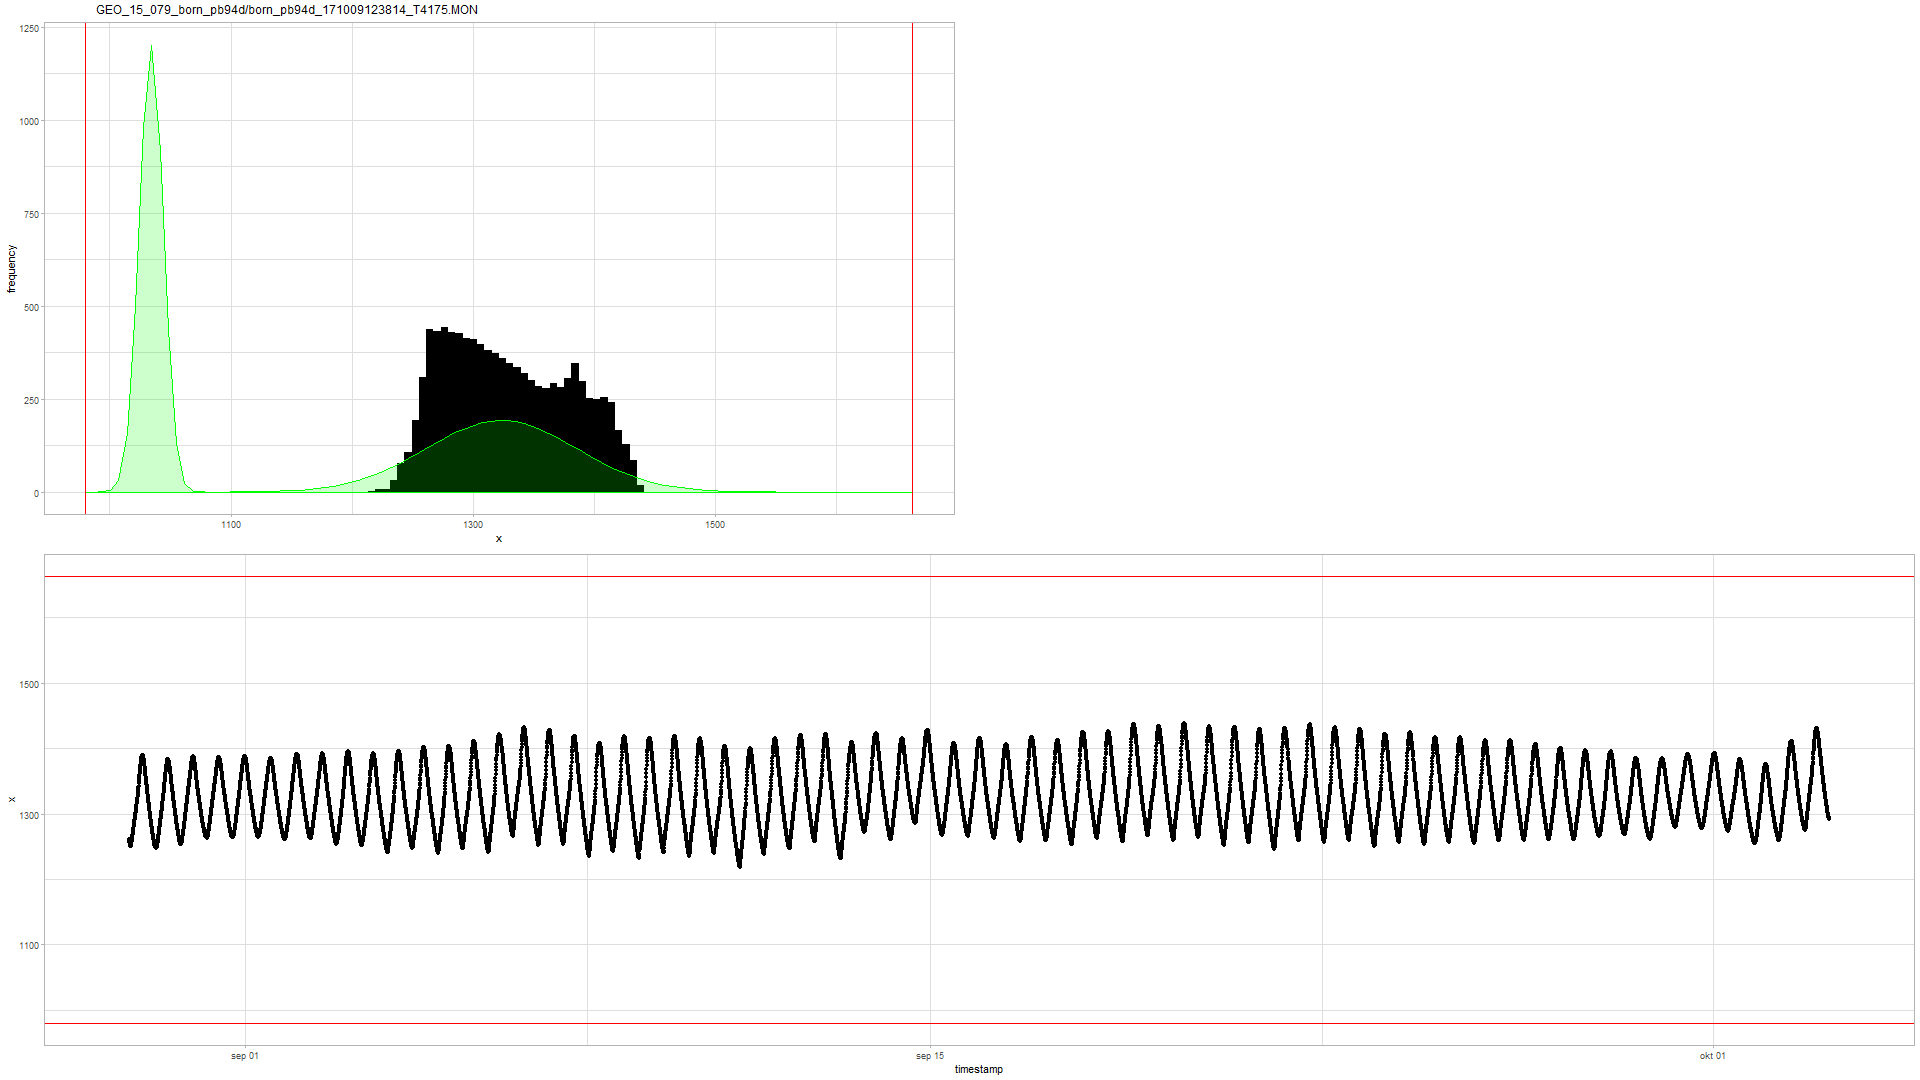 GEO_15_079_born_pb94d/born_pb94d_171009123814_T4175.MON
1250
1000
750
500
250
0
frequency
1100
1300
1500
x
1500
1300
1100
x
sep 01
sep 15
okt 01
timestamp